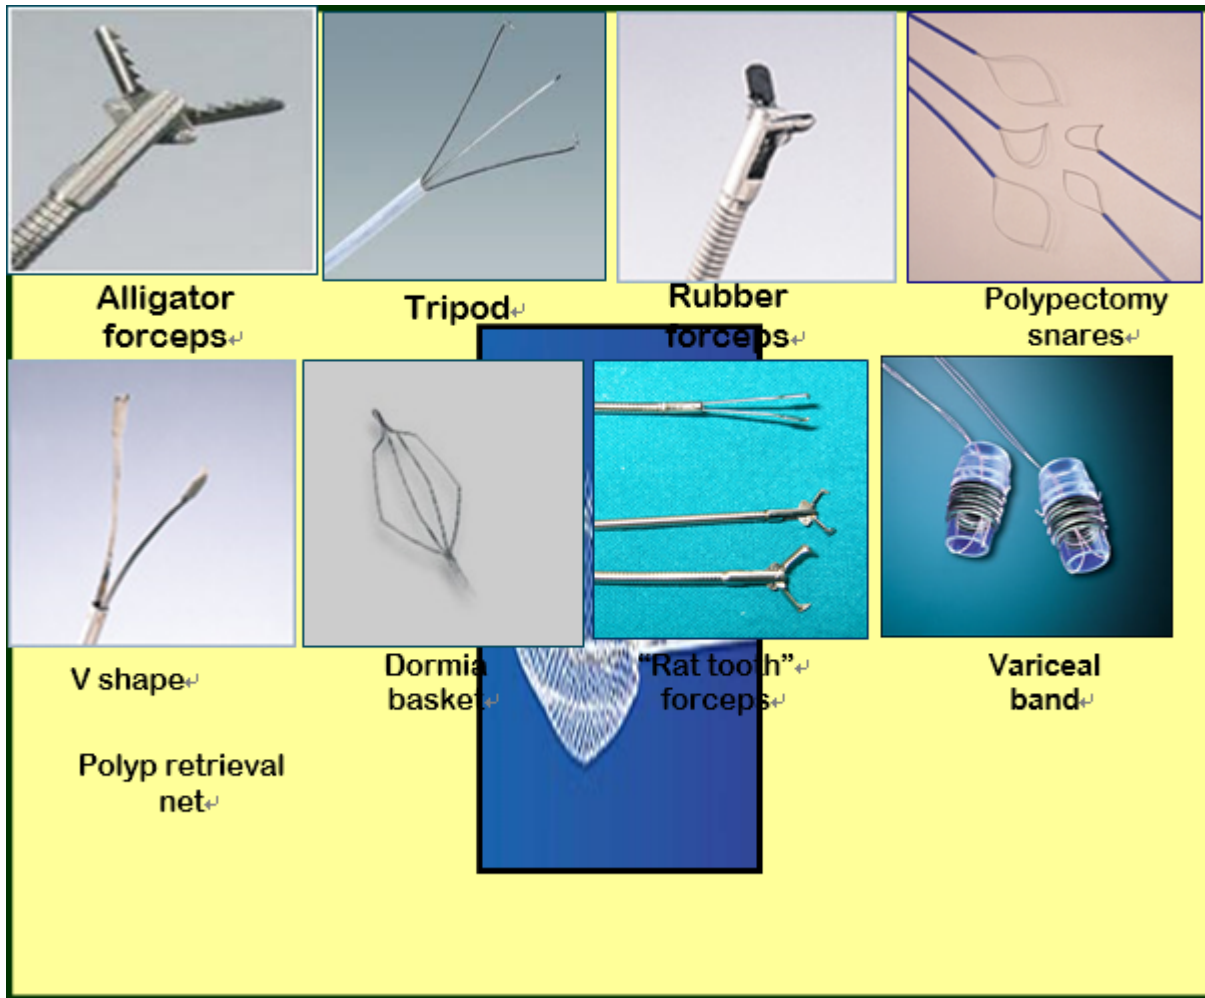 Alligator
forceps
Tripod
Rubber
forceps
Polypectomy
snares
V shape
Dormia
basket
“Rat tooth”
forceps
Variceal
band
Polyp retrieval
net